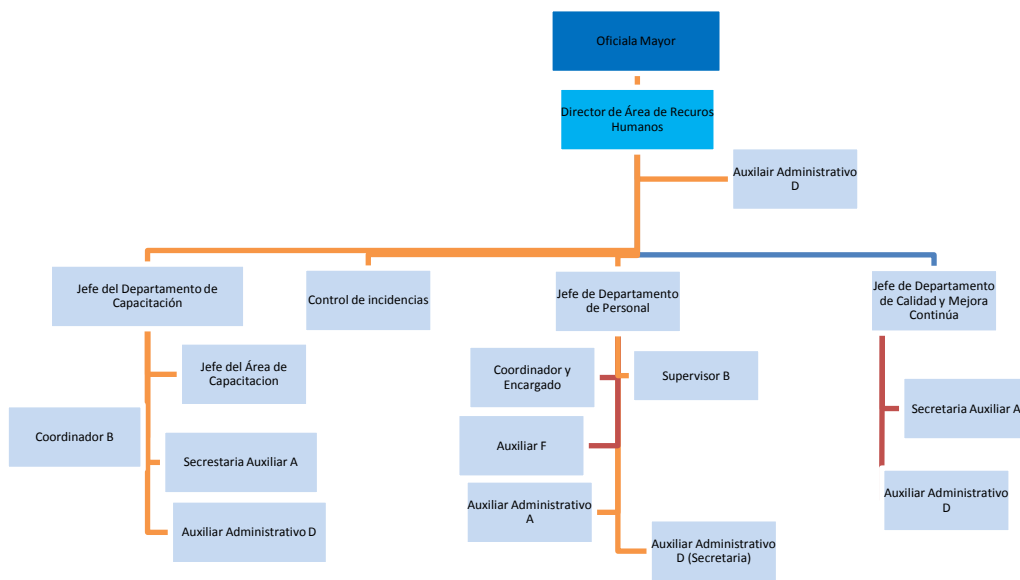 Oficiala Mayor
Director de Área de Recuros
Humanos
Auxilair Administrativo
D
Jefe del Departamento de
Capacitación
Control de incidencias
Jefe de Departamento
de Personal
Jefe de Departamento
de Calidad y Mejora
Continúa
Jefe del Área de
Capacitacion
Coordinador B
Secrestaria Auxiliar A
Auxiliar Administrativo D
Coordinador y
Encargado
Supervisor B
Auxiliar F
Auxiliar Administrativo
A
Auxiliar Administrativo
D (Secretaria)
Secretaria Auxiliar A
Auxiliar Administrativo
D